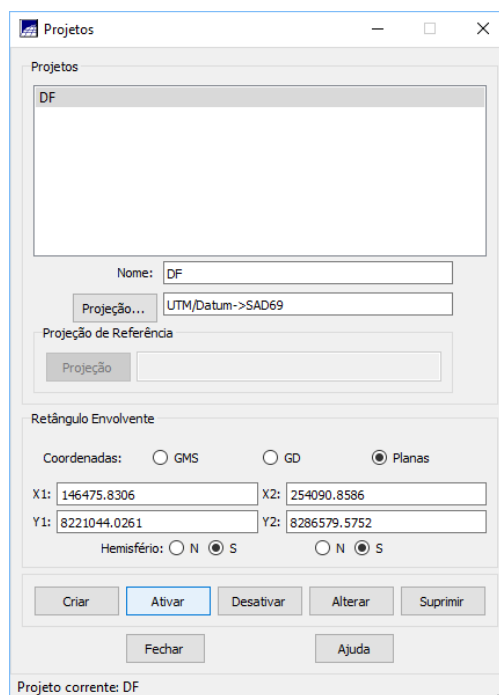 Projetos
Projetos
DF
Nome: DF
Projeção... UTM/Datum->SAD69
Projeção de Referência
Projeção
Retângulo Envolvente
Coordenadas: GMS GD Planas
X1: 146475.8306 X2: 254090.8586
Y1: 8221044.0261 Y2: 8286579.5752
Hemisfério: N S N S
Criar Ativar Desativar Alterar Suprimir
Fechar Ajuda
Projeto corrente: DF